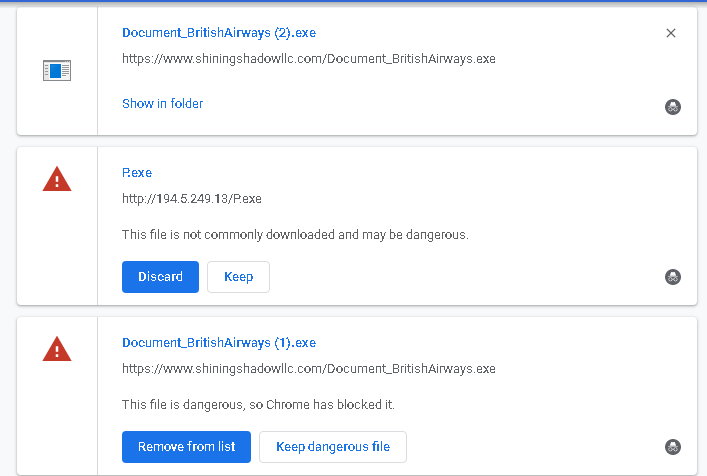 Document_BritishAirways (2).exe
https://www.shiningshadowllc.com/Document_BritishAirways.exe
Show in folder
P.exe
http://194.5.249.13/P.exe
This file is not commonly downloaded and may be dangerous.
Discard Keep
Document_BritishAirways (1).exe
https://www.shiningshadowllc.com/Document_BritishAirways.exe
This file is dangerous, so Chrome has blocked it.
Remove from list Keep dangerous file